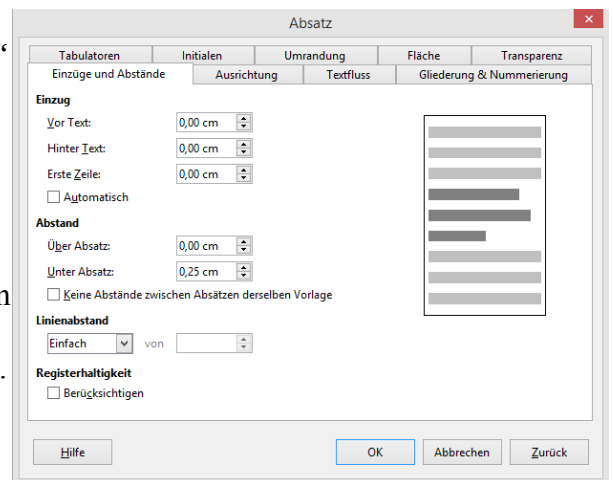 Absatz
“
Tabulatoren Initialen Umrandung Fläche Transparenz
Einzüge und Abstände Ausrichtung Textfluss Gliederung & Nummerierung
Einzug
Vor Text: 0,00 cm
Hinter Text: 0,00 cm
Erste Zeile: 0,00 cm
Automatisch
Abstand
Über Absatz: 0,00 cm
Unter Absatz: 0,25 cm
n
Keine Abstände zwischen Absätzen derselben Vorlage
Linienabstand
Einfach von
.
Registerhaltigkeit
Berücksichtigen
Hilfe OK Abbrechen Zurück